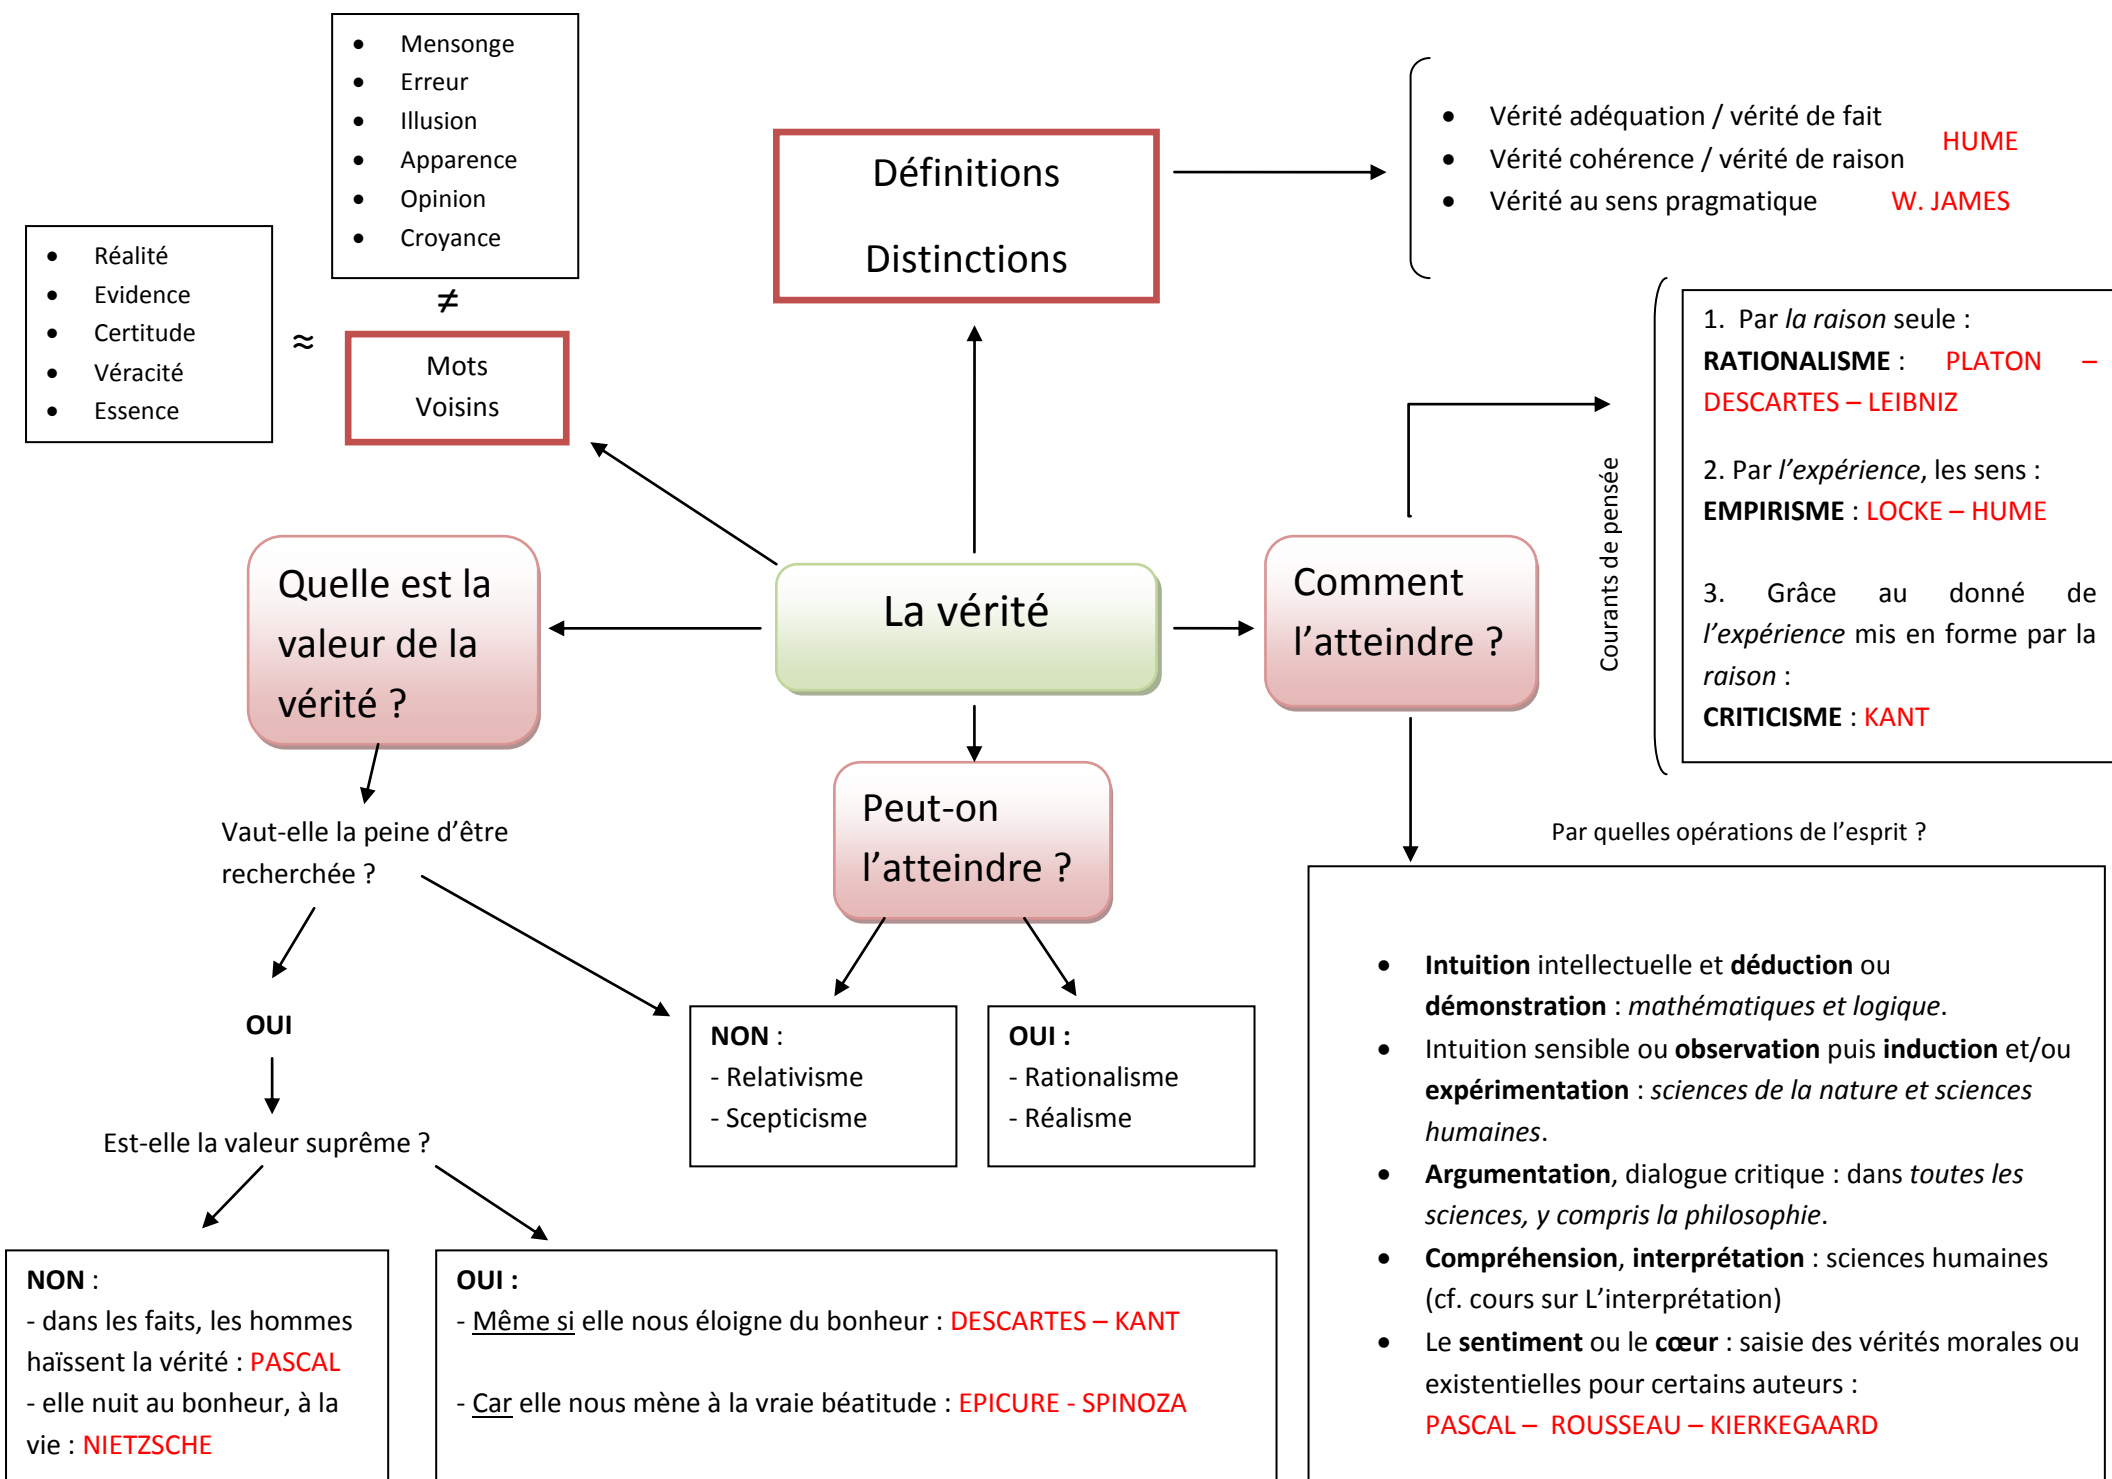 • Mensonge
• Erreur
• Illusion
• Apparence
• Opinion
• Croyance
≠
• Réalité
• Evidence
• Certitude
• Véracité
• Essence
≈
Mots
Voisins
Définitions
Distinctions
• Vérité adéquation / vérité de fait
HUME
• Vérité cohérence / vérité de raison
• Vérité au sens pragmatique W. JAMES
Courants de pensée
1. Par la raison seule :
RATIONALISME : PLATON –
DESCARTES – LEIBNIZ
2. Par l’expérience, les sens :
EMPIRISME : LOCKE – HUME
3. Grâce au donné de
l’expérience mis en forme par la
raison :
CRITICISME : KANT
La vérité
Comment
l’atteindre ?
Quelle est la
valeur de la
vérité ?
Peut-on
l’atteindre ?
Vaut-elle la peine d’être
recherchée ?
OUI
Est-elle la valeur suprême ?
NON :
- Relativisme
- Scepticisme
OUI :
- Rationalisme
- Réalisme
NON :
- dans les faits, les hommes
haïssent la vérité : PASCAL
- elle nuit au bonheur, à la
vie : NIETZSCHE
OUI :
- Même si elle nous éloigne du bonheur : DESCARTES – KANT
- Car elle nous mène à la vraie béatitude : EPICURE - SPINOZA
Par quelles opérations de l’esprit ?
• Intuition intellectuelle et déduction ou
démonstration : mathématiques et logique.
• Intuition sensible ou observation puis induction et/ou
expérimentation : sciences de la nature et sciences
humaines.
• Argumentation, dialogue critique : dans toutes les
sciences, y compris la philosophie.
• Compréhension, interprétation : sciences humaines
(cf. cours sur L’interprétation)
• Le sentiment ou le cœur : saisie des vérités morales ou
existentielles pour certains auteurs :
PASCAL – ROUSSEAU – KIERKEGAARD